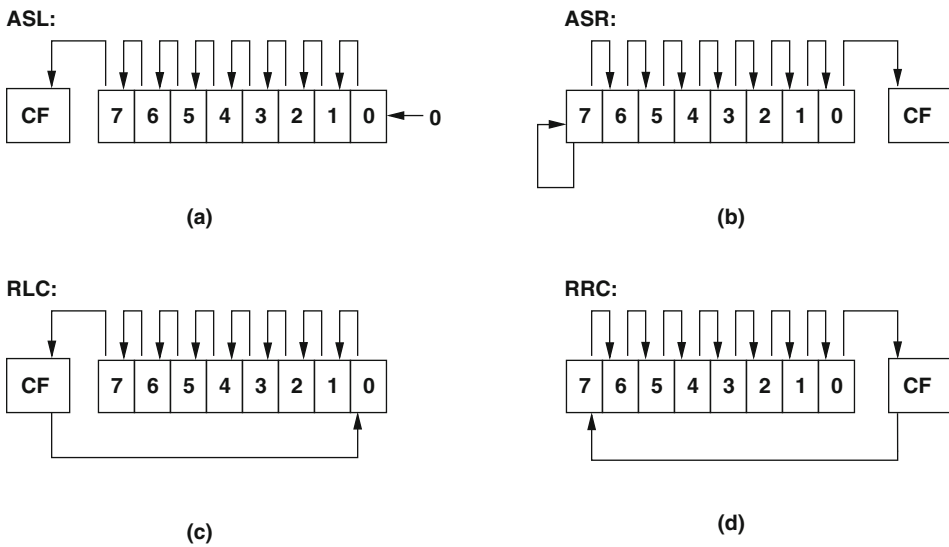 ASL:
CF 7 6 5 4 3 2 1 0 0
(a)
ASR:
7 6 5 4 3 2 1 0 CF
(b)
RLC:
CF 7 6 5 4 3 2 1 0
(c)
RRC:
7 6 5 4 3 2 1 0 CF
(d)